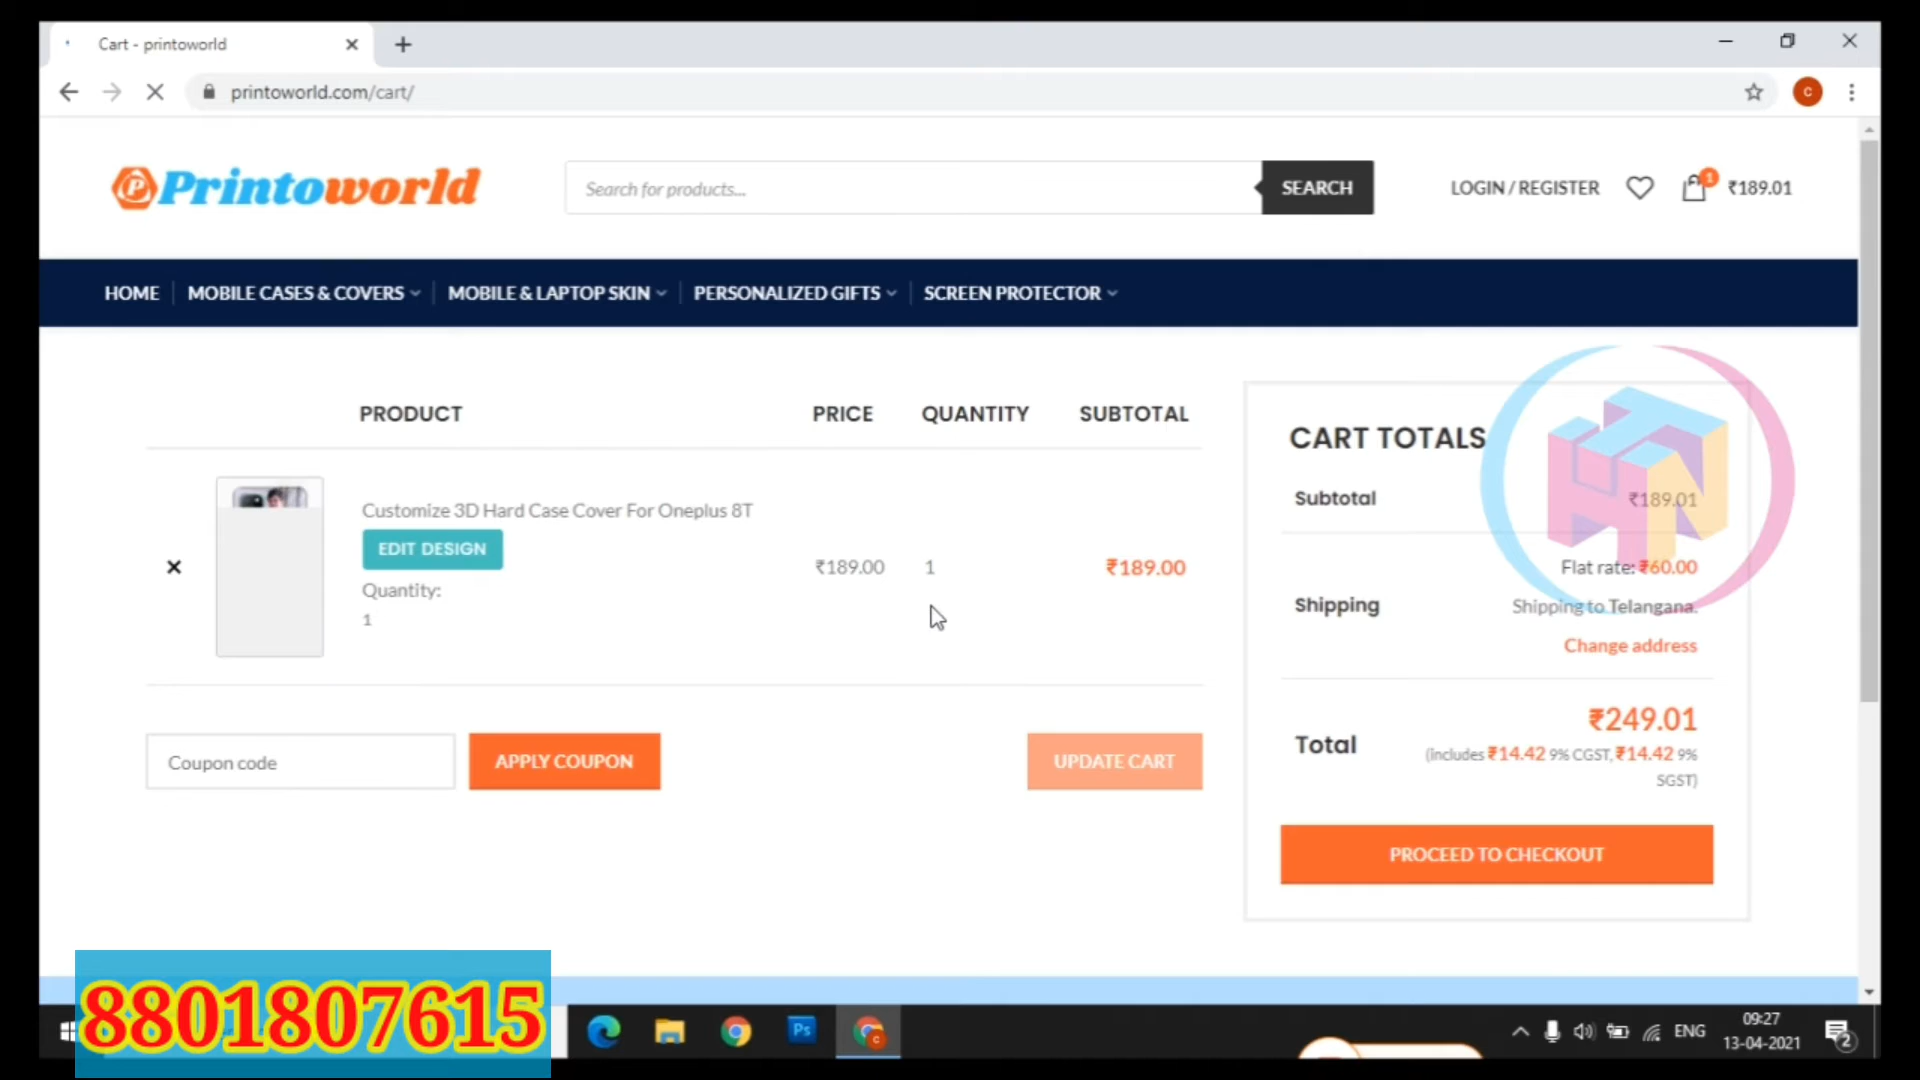 Cart - printoworld
printoworld.com/cart/
C
Printoworld
Search for products...
SEARCH
LOGIN / REGISTER
1
₹189.01
HOME
MOBILE CASES & COVERS
MOBILE & LAPTOP SKIN
PERSONALIZED GIFTS
SCREEN PROTECTOR
PRODUCT PRICE QUANTITY SUBTOTAL
Customize 3D Hard Case Cover For Oneplus 8T
EDIT DESIGN
Quantity:
1
₹189.00 1 ₹189.00
Coupon code
APPLY COUPON
UPDATE CART
CART TOTALS
Subtotal ₹189.01
Flat rate: ₹60.00
Shipping Shipping to Telangana.
Change address
₹249.01
Total (includes ₹14.42 9% CGST, ₹14.42 9%
SGST)
PROCEED TO CHECKOUT
HTN
8801807615
Ps
C
ENG
09:27
13-04-2021
2